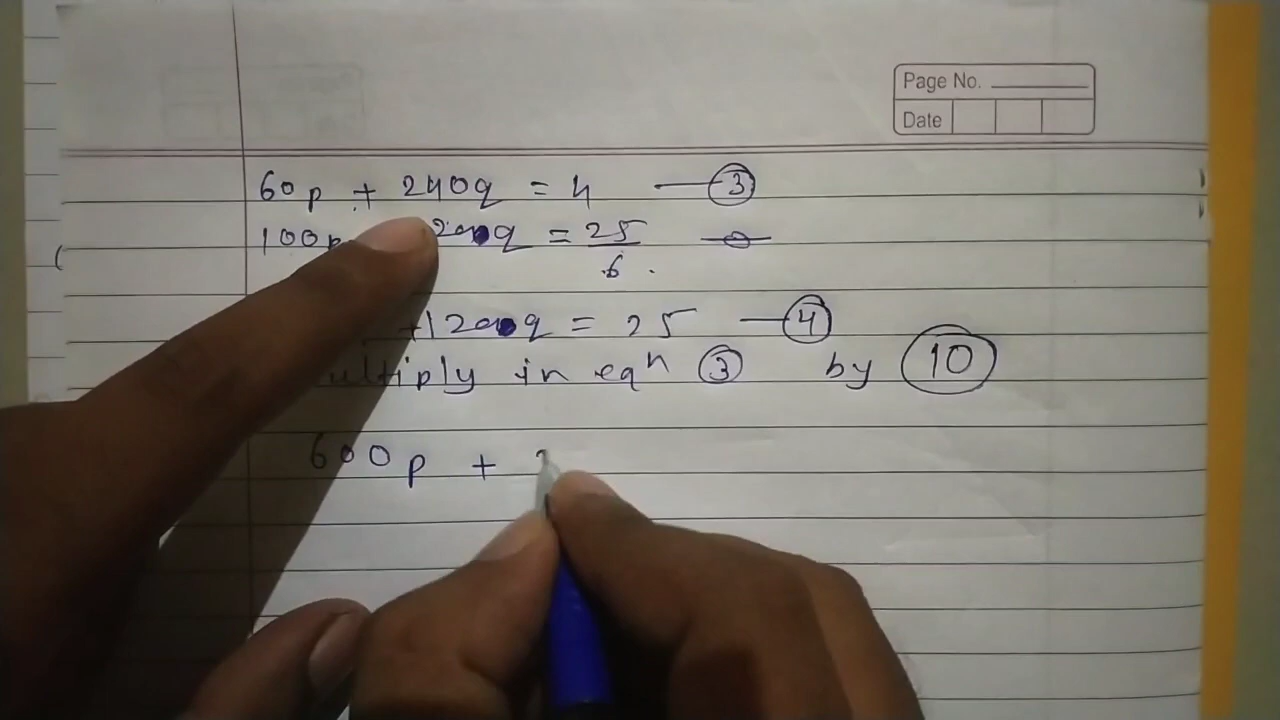 Page No.
Date
60p + 240q = 4 — ③
100p 200q = 25/6 .
+1200q = 25 — ④
multiply in eqⁿ ③ by ⑩
600p +